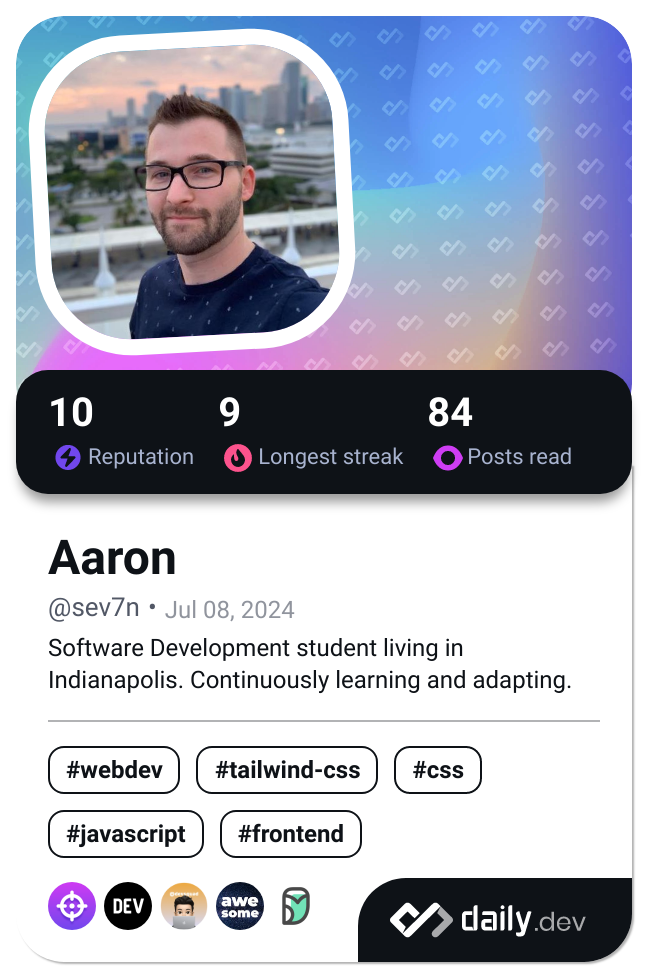 10 9 84
Reputation Longest streak Posts read
Aaron
@sev7n • Jul 08, 2024
Software Development student living in
Indianapolis. Continuously learning and adapting.
#webdev #tailwind-css #css
#javascript #frontend
DEV awe
some
daily.dev